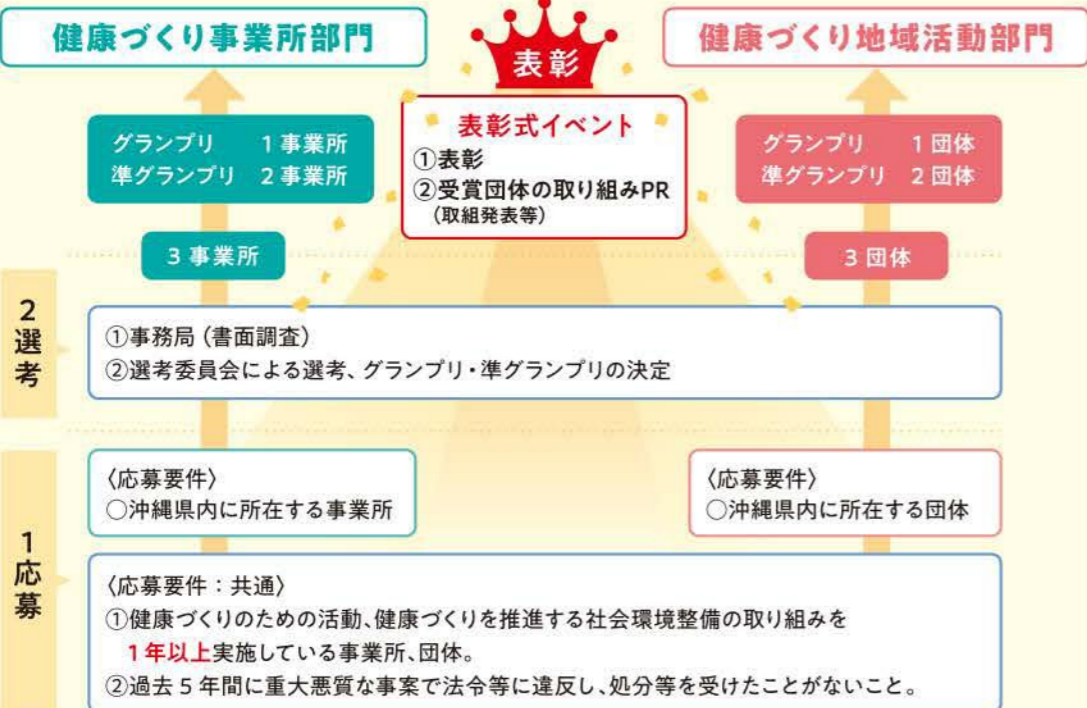 健康づくり事業所部門
表彰
健康づくり地域活動部門
グランプリ 1事業所
準グランプリ 2事業所
表彰式イベント
①表彰
②受賞団体の取り組みPR
(取組発表等)
グランプリ 1団体
準グランプリ 2団体
3事業所
3団体
2選考
①事務局(書面調査)
②選考委員会による選考、グランプリ・準グランプリの決定
1応募
〈応募要件〉
○沖縄県内に所在する事業所
〈応募要件〉
○沖縄県内に所在する団体
〈応募要件:共通〉
①健康づくりのための活動、健康づくりを推進する社会環境整備の取り組みを
1年以上実施している事業所、団体。
②過去5年間に重大悪質な事案で法令等に違反し、処分等を受けたことがないこと。